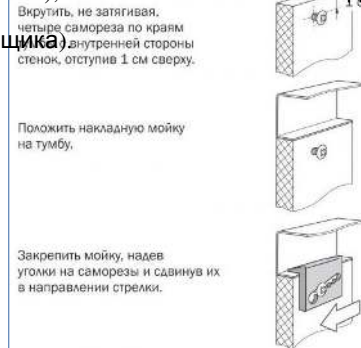 Вкрутить, не затягивая,
четыре самореза по краям
щика). внутренней стороны
стенок, отступив 1 см сверху.
Положить накладную мойку
на тумбу.
Закрепить мойку, надев
уголки на саморезы и сдвинув их
в направлении стрелки.